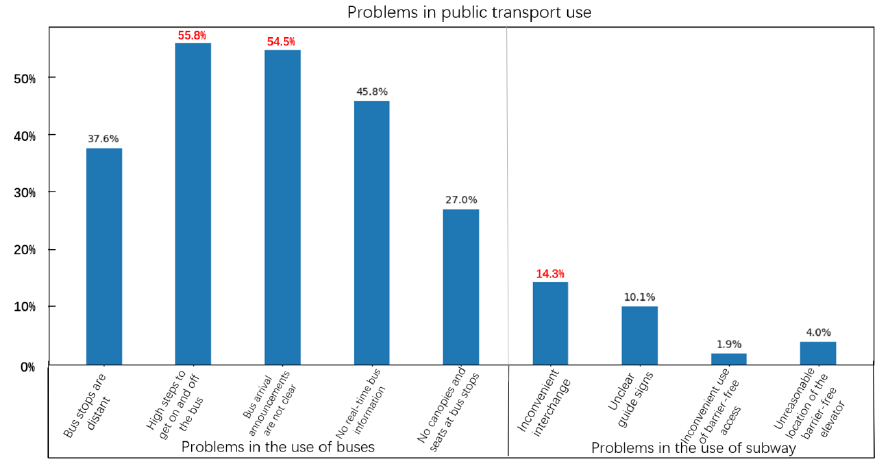 Problems in public transport use
55.8%
54.5%
50%
45.8%
40%
37.6%
30%
27.0%
20%
14.3%
10.1%
10%
4.0%
1.9%
0%
Bus stops are
distant
High steps to
get on and off
the bus
Bus arrival
announcements
are not clear
No real-time bus
information
No canopies and
seats at bus stops
Inconvenient
interchange
Unclear
guide signs
Inconvenient use
of barrier-free
access
Unreasonable
location of the
barrier-free
elevator
Problems in the use of buses
Problems in the use of subway